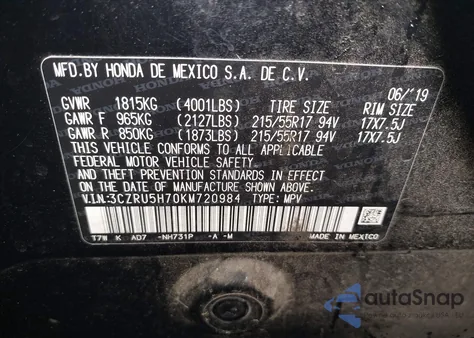 MFD.BY HONDA DE MEXICO S.A. DE C.V.
06/'19
GVWR 1815KG (4001LBS) TIRE SIZE RIM SIZE
GAWR F 965KG (2127LBS) 215/55R17 94V 17X7.5J
GAWR R 850KG (1873LBS) 215/55R17 94V 17X7.5J
THIS VEHICLE CONFORMS TO ALL APPLICABLE
FEDERAL MOTOR VEHICLE SAFETY, BUMPER,
AND THEFT PREVENTION STANDARDS IN EFFECT ON
THE DATE OF MANUFACTURE SHOWN ABOVE.
V.I.N:3CZRU5H70KM720984 TYPE: MPV
T7W K AD7 -NH731P -A -M MADE IN MEXICO
autoSnap